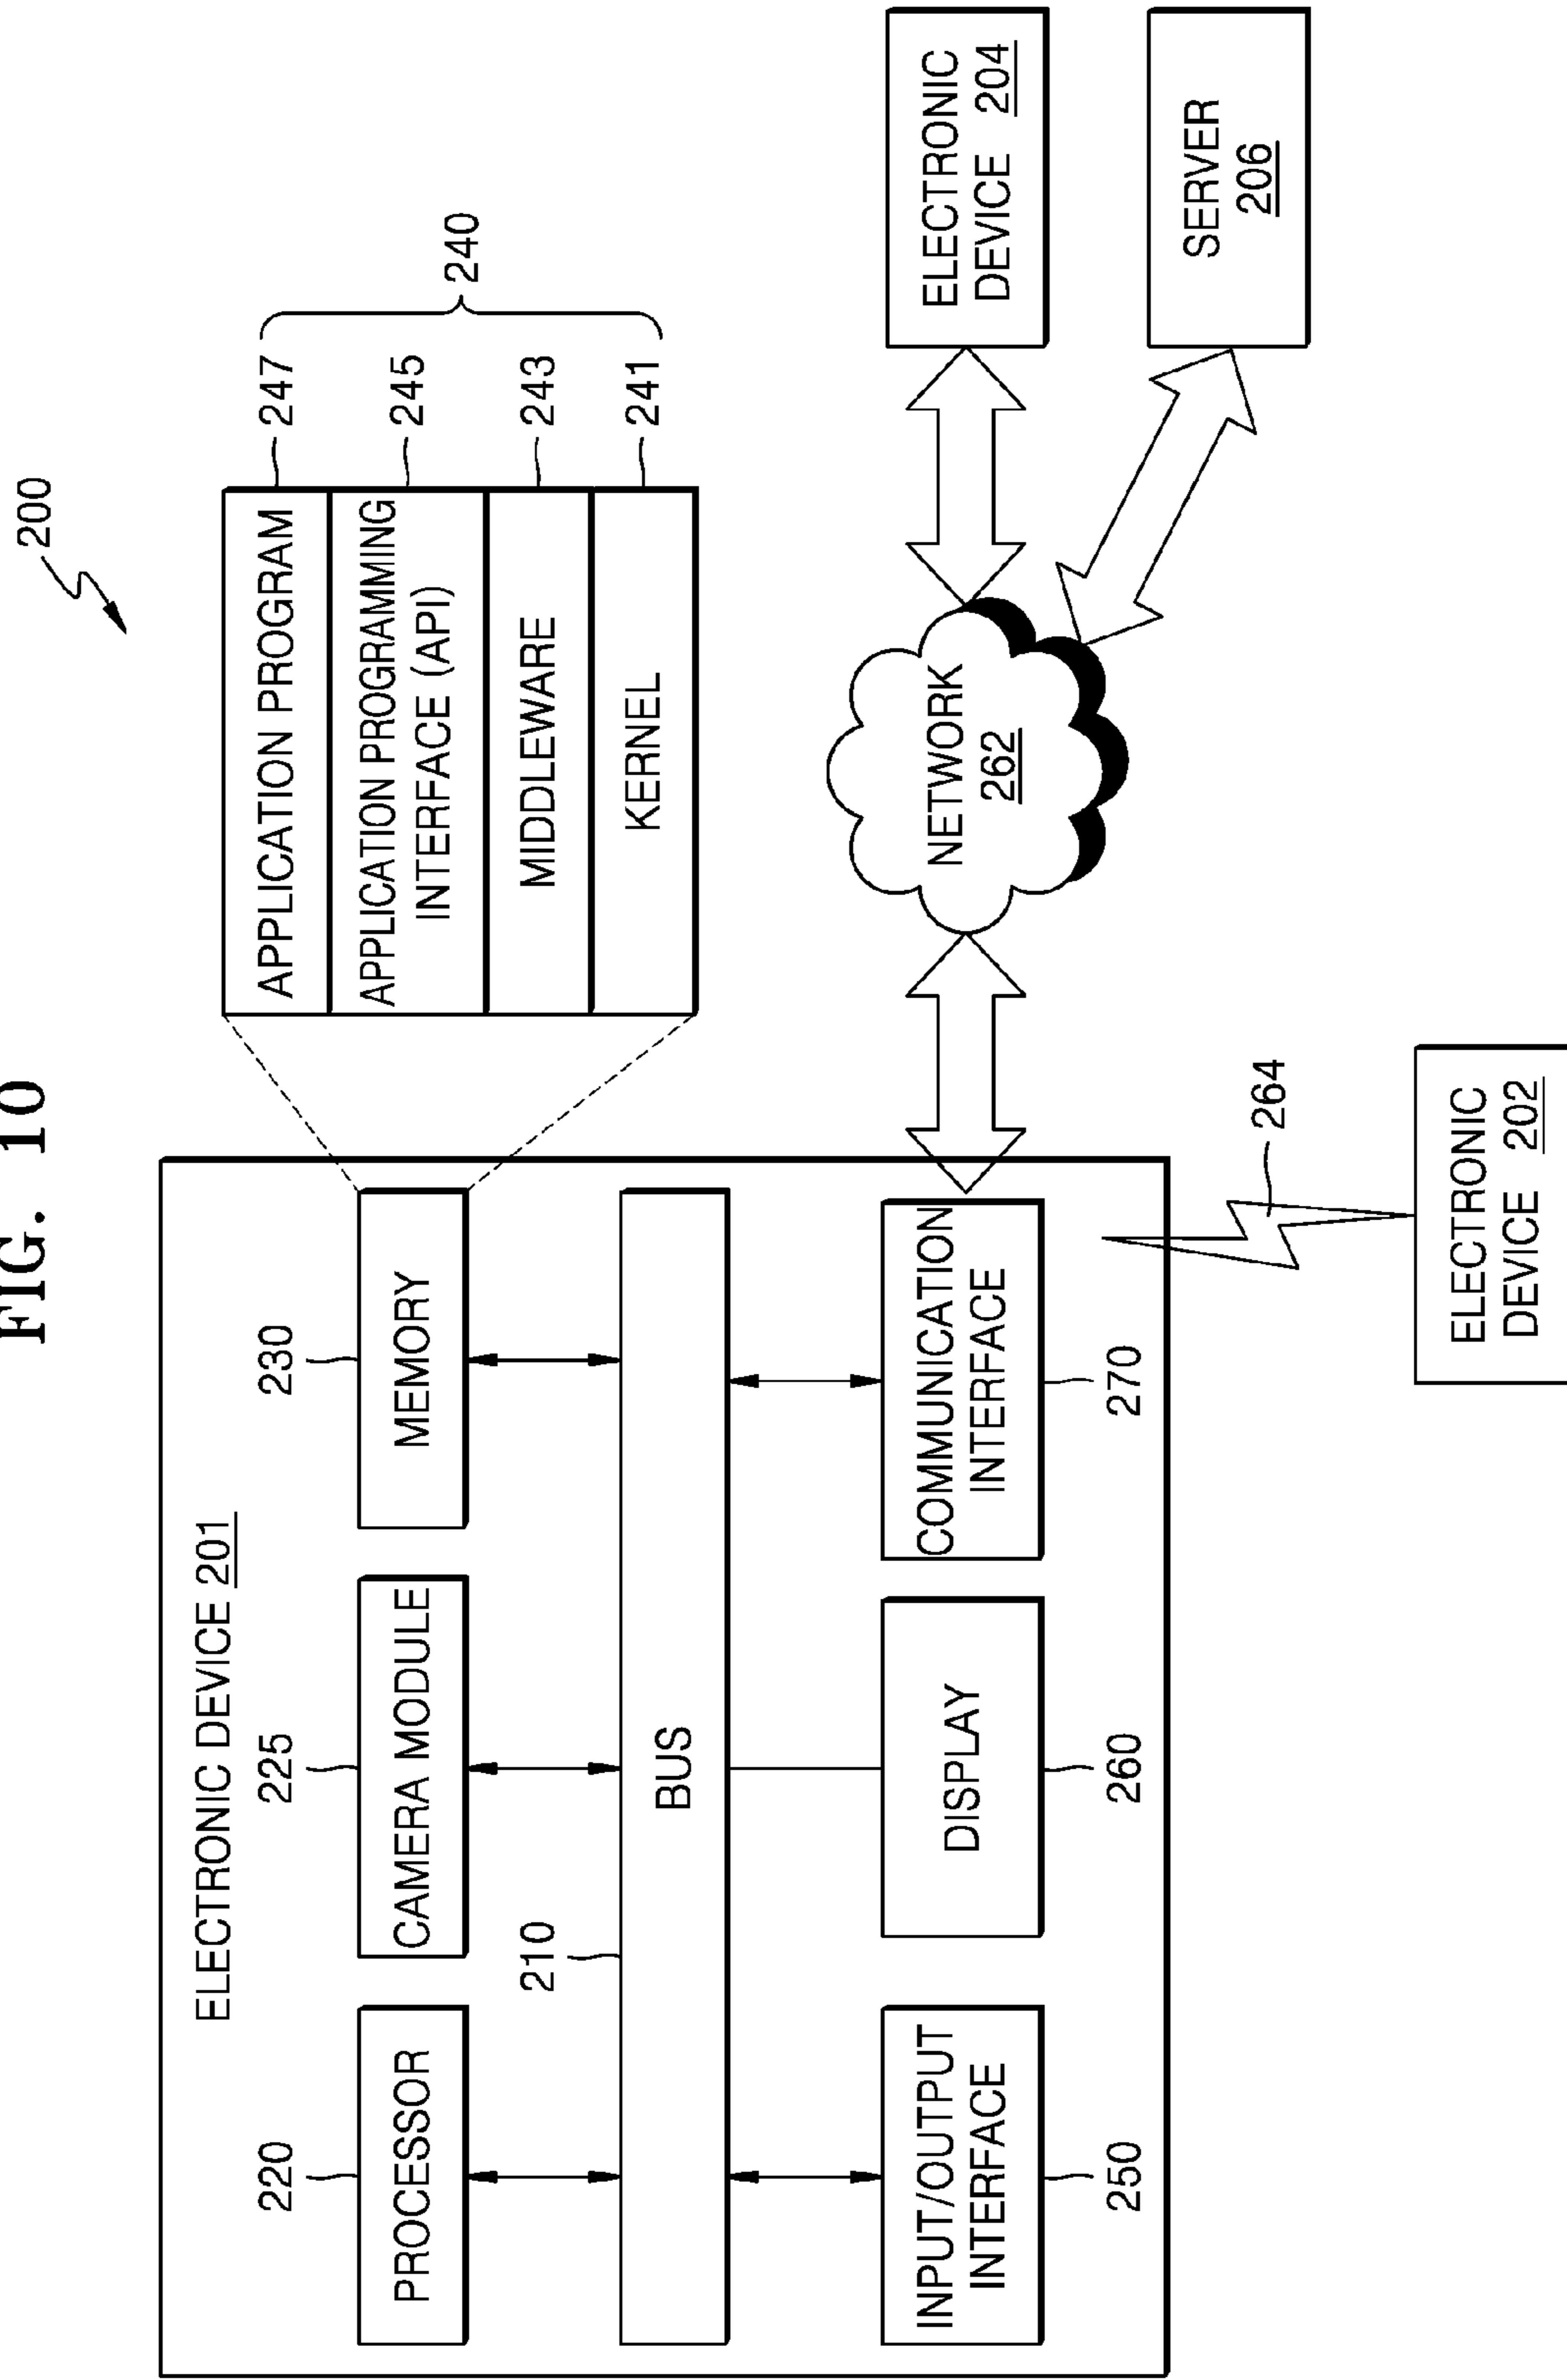 FIG. 10
200
ELECTRONIC DEVICE 201
220
225
230
PROCESSOR
CAMERA MODULE
MEMORY
210
BUS
INPUT/OUTPUT
INTERFACE
DISPLAY
COMMUNICATION
INTERFACE
250
260
270
APPLICATION PROGRAM
247
APPLICATION PROGRAMMING
INTERFACE (API)
245
MIDDLEWARE
243
KERNEL
241
240
NETWORK
262
ELECTRONIC
DEVICE 204
SERVER
206
264
ELECTRONIC
DEVICE 202